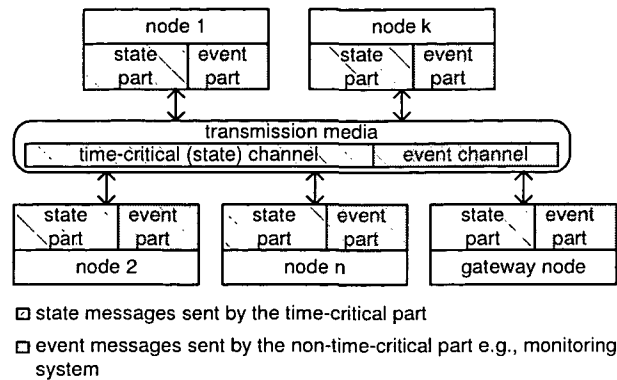 node 1
node k
state part
event part
state part
event part
transmission media
time-critical (state) channel
event channel
state part
event part
state part
event part
state part
event part
node 2
node n
gateway node
state messages sent by the time-critical part
event messages sent by the non-time-critical part e.g., monitoring
system